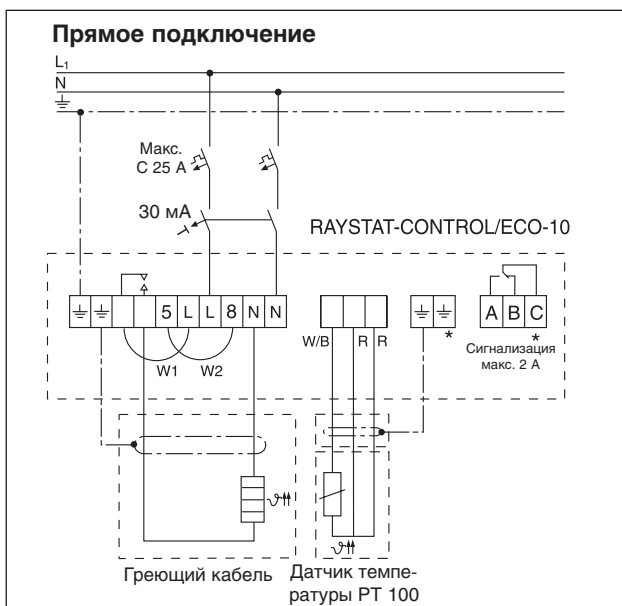 Прямое подключение
L₁
N
Макс.
C 25 A
30 мА
RAYSTAT-CONTROL/ECO-10
5 L L 8 N N
A B C
W/B R R
* *
W1 W2
Сигнализация
макс. 2 А
Греющий кабель
Датчик темпе-
ратуры PT 100